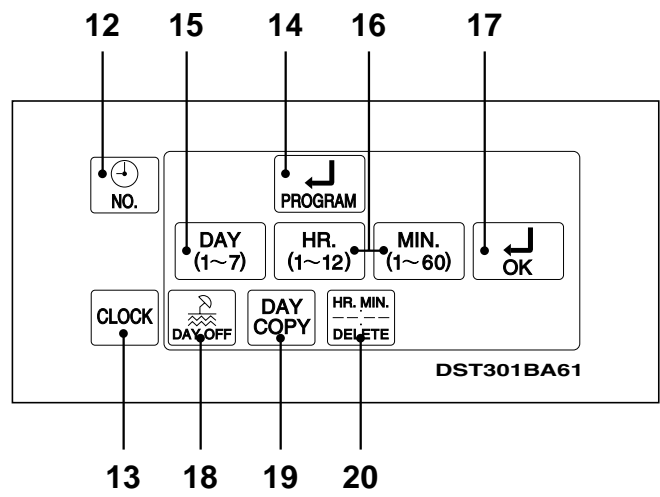 12 15 14 16 17
NO.
PROGRAM
DAY
(1~7)
HR.
(1~12)
MIN.
(1~60)
OK
CLOCK
DAY OFF
DAY
COPY
HR. MIN.
--:--
DELETE
DST301BA61
13 18 19 20